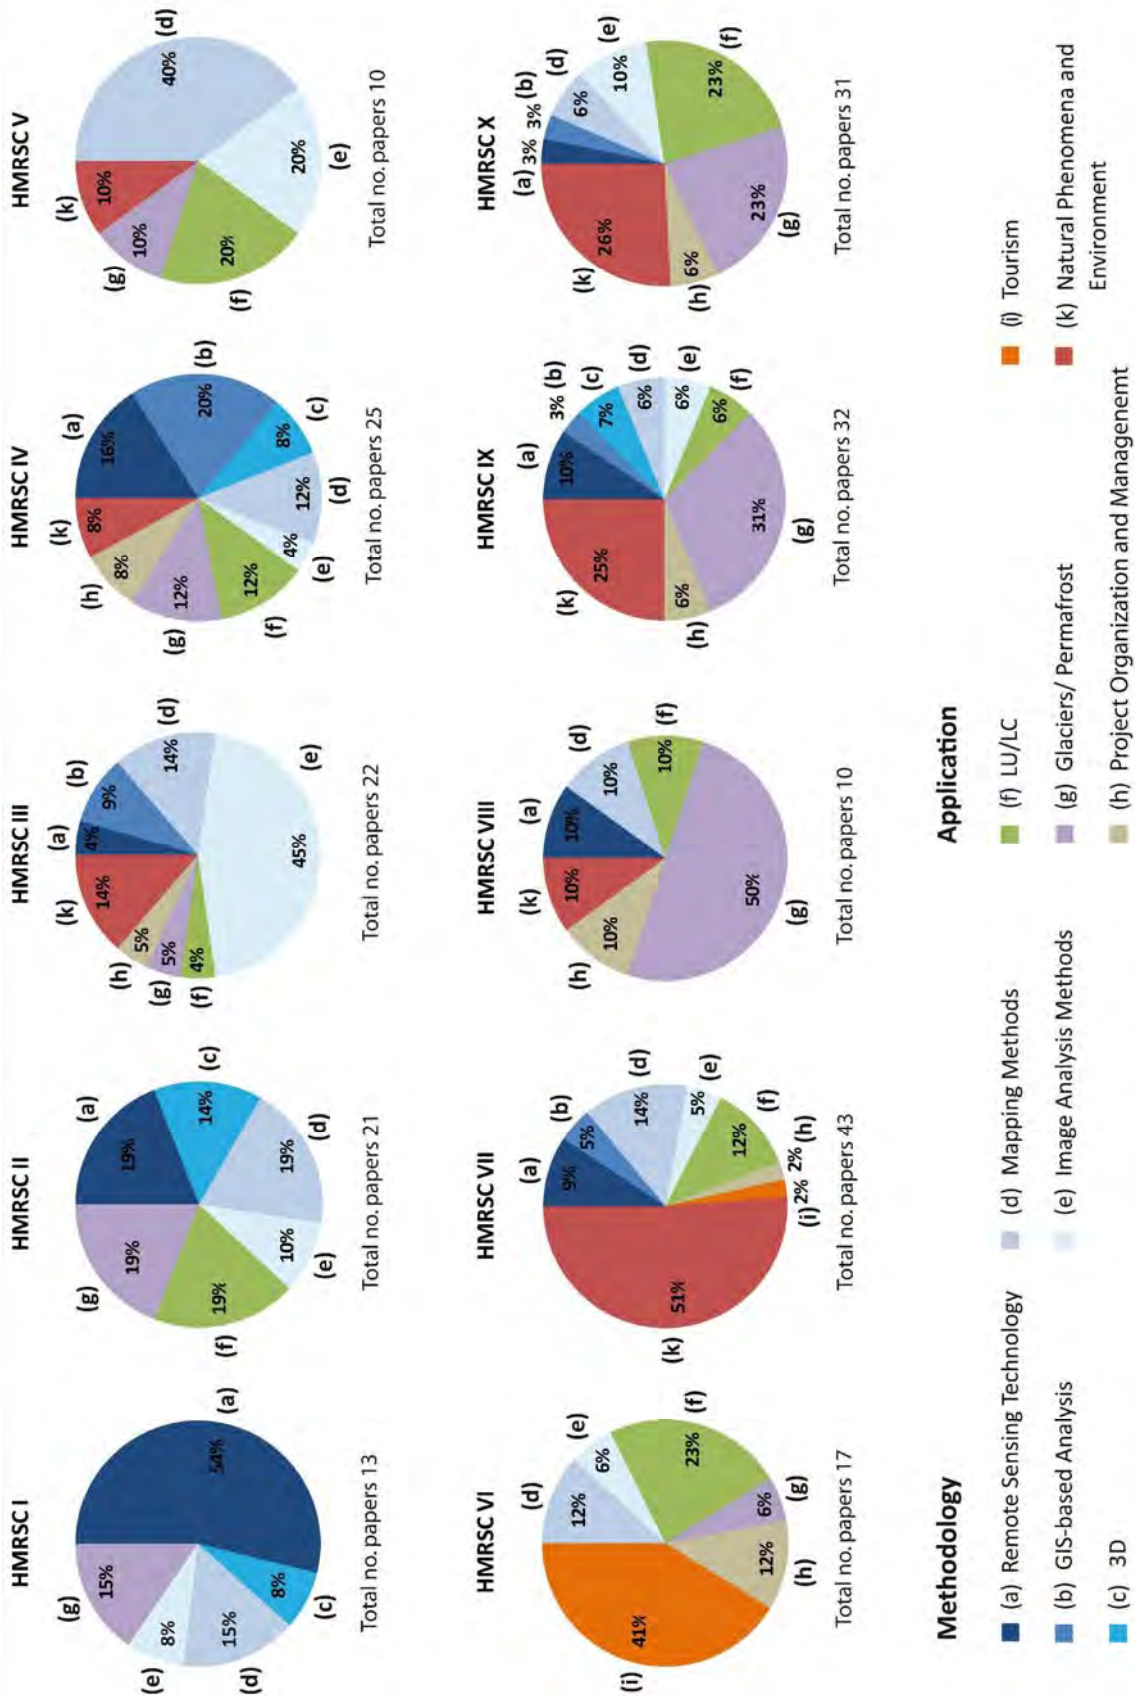 HMRSC I
(a)
54%
(c)
8%
(d)
15%
(e)
8%
(g)
15%
Total no. papers 13
HMRSC II
(a)
19%
(c)
14%
(d)
19%
(e)
10%
(f)
19%
(g)
19%
Total no. papers 21
HMRSC III
(a)
4%
(b)
9%
(d)
14%
(e)
45%
(f)
4%
(g)
5%
(h)
5%
(k)
14%
Total no. papers 22
HMRSC IV
(a)
16%
(b)
20%
(c)
8%
(d)
12%
(e)
4%
(f)
12%
(g)
12%
(h)
8%
(k)
8%
Total no. papers 25
HMRSC V
(d)
40%
(e)
20%
(f)
20%
(g)
10%
(k)
10%
Total no. papers 10
HMRSC VI
(d)
12%
(e)
6%
(f)
23%
(g)
6%
(h)
12%
(i)
41%
Total no. papers 17
HMRSC VII
(a)
9%
(b)
5%
(d)
14%
(e)
5%
(f)
12%
(h)
2%
(i)
2%
(k)
51%
Total no. papers 43
HMRSC VIII
(a)
10%
(d)
10%
(f)
10%
(g)
50%
(h)
10%
(k)
10%
Total no. papers 10
HMRSC IX
(a)
10%
(b)
3%
(c)
7%
(d)
6%
(e)
6%
(f)
6%
(g)
31%
(h)
6%
(k)
25%
Total no. papers 32
HMRSC X
(a)
3%
(b)
3%
(d)
6%
(e)
10%
(f)
23%
(g)
23%
(h)
6%
(k)
26%
Total no. papers 31
Methodology
(a) Remote Sensing Technology
(b) GIS-based Analysis
(c) 3D
(d) Mapping Methods
(e) Image Analysis Methods
Application
(f) LU/LC
(g) Glaciers/ Permafrost
(h) Project Organization and Managenemt
(i) Tourism
(k) Natural Phenomena and
Environment